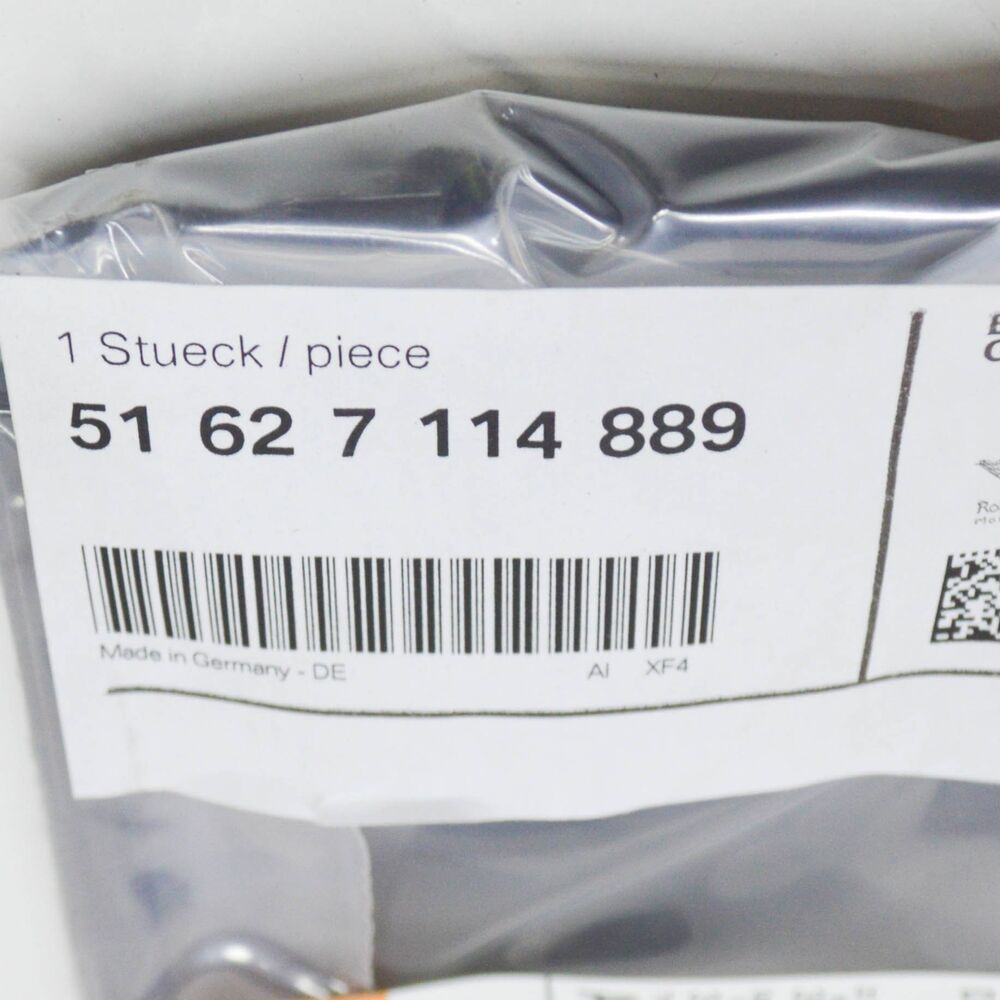 1 Stueck / piece
51 62 7 114 889
Made in Germany - DE AI XF4